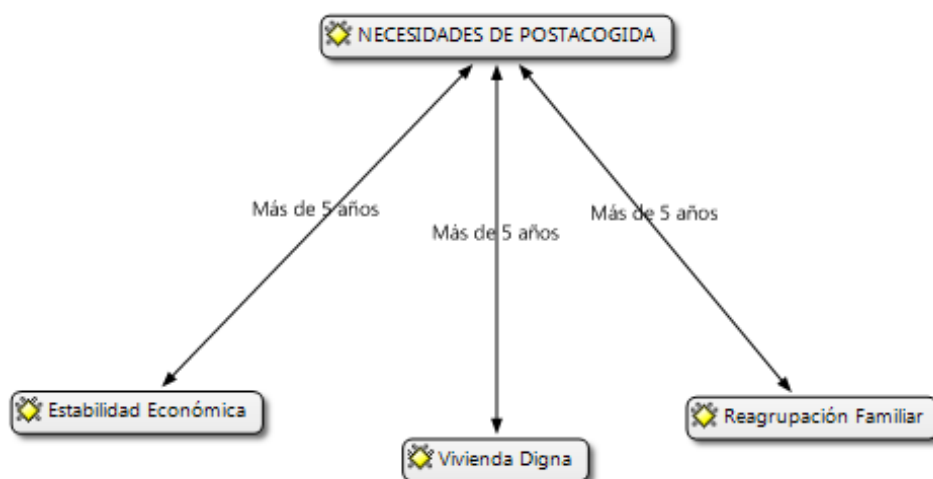 NECESIDADES DE POSTACOGIDA
Más de 5 años
Más de 5 años
Más de 5 años
Estabilidad Económica
Vivienda Digna
Reagrupación Familiar